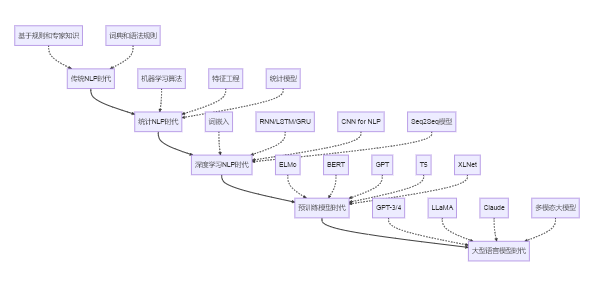 基于规则和专家知识
词典和语法规则
传统NLP时代
机器学习算法
特征工程
统计模型
统计NLP时代
词嵌入
RNN/LSTM/GRU
CNN for NLP
Seq2Seq模型
深度学习NLP时代
ELMo
BERT
GPT
T5
XLNet
预训练模型时代
GPT-3/4
LLaMA
Claude
多模态大模型
大型语言模型时代